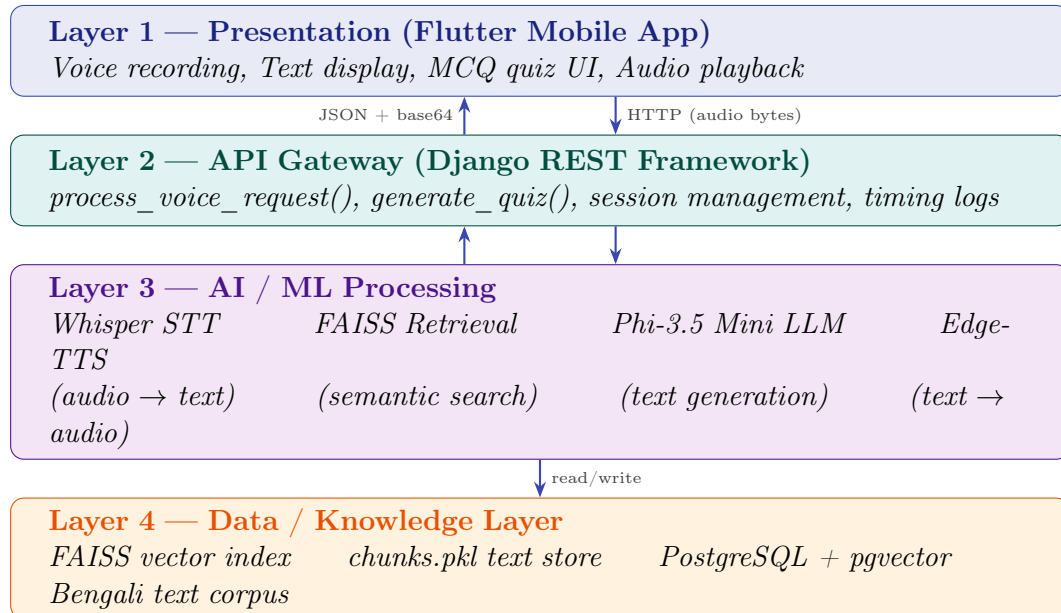 Layer 1 — Presentation (Flutter Mobile App)
Voice recording, Text display, MCQ quiz UI, Audio playback
JSON + base64 HTTP (audio bytes)
Layer 2 — API Gateway (Django REST Framework)
process_voice_request(), generate_quiz(), session management, timing logs
Layer 3 — AI / ML Processing
Whisper STT FAISS Retrieval Phi-3.5 Mini LLM Edge-
TTS
(audio → text) (semantic search) (text generation) (text →
audio)
read/write
Layer 4 — Data / Knowledge Layer
FAISS vector index chunks.pkl text store PostgreSQL + pgvector
Bengali text corpus